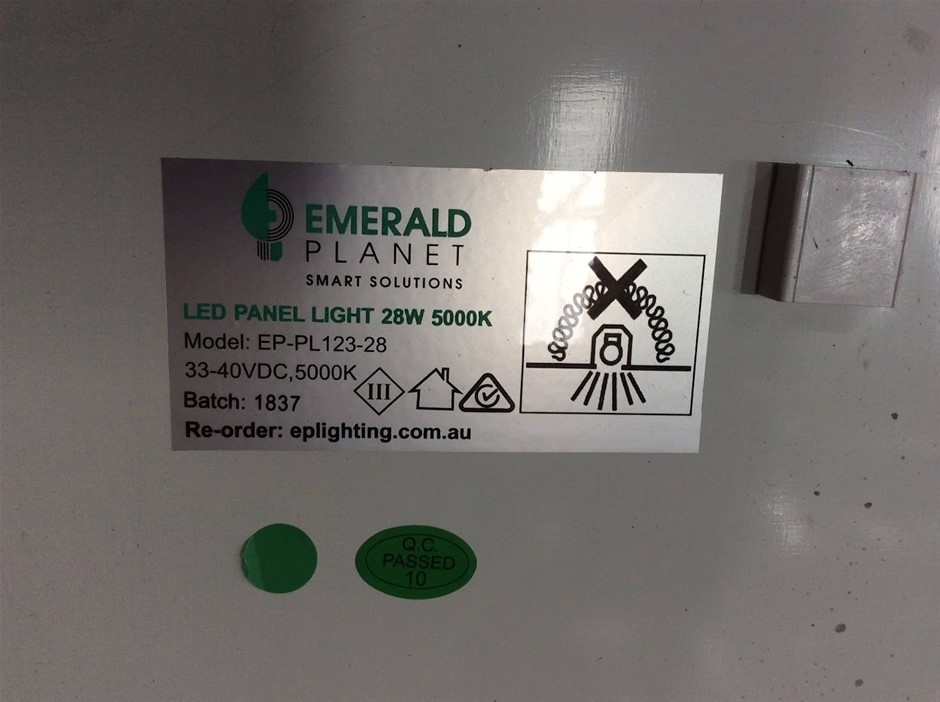 EMERALD
PLANET
SMART SOLUTIONS
LED PANEL LIGHT 28W 5000K
Model: EP-PL123-28
33-40VDC,5000K
III
Batch: 1837
Re-order: eplighting.com.au
Q.C.
PASSED
10